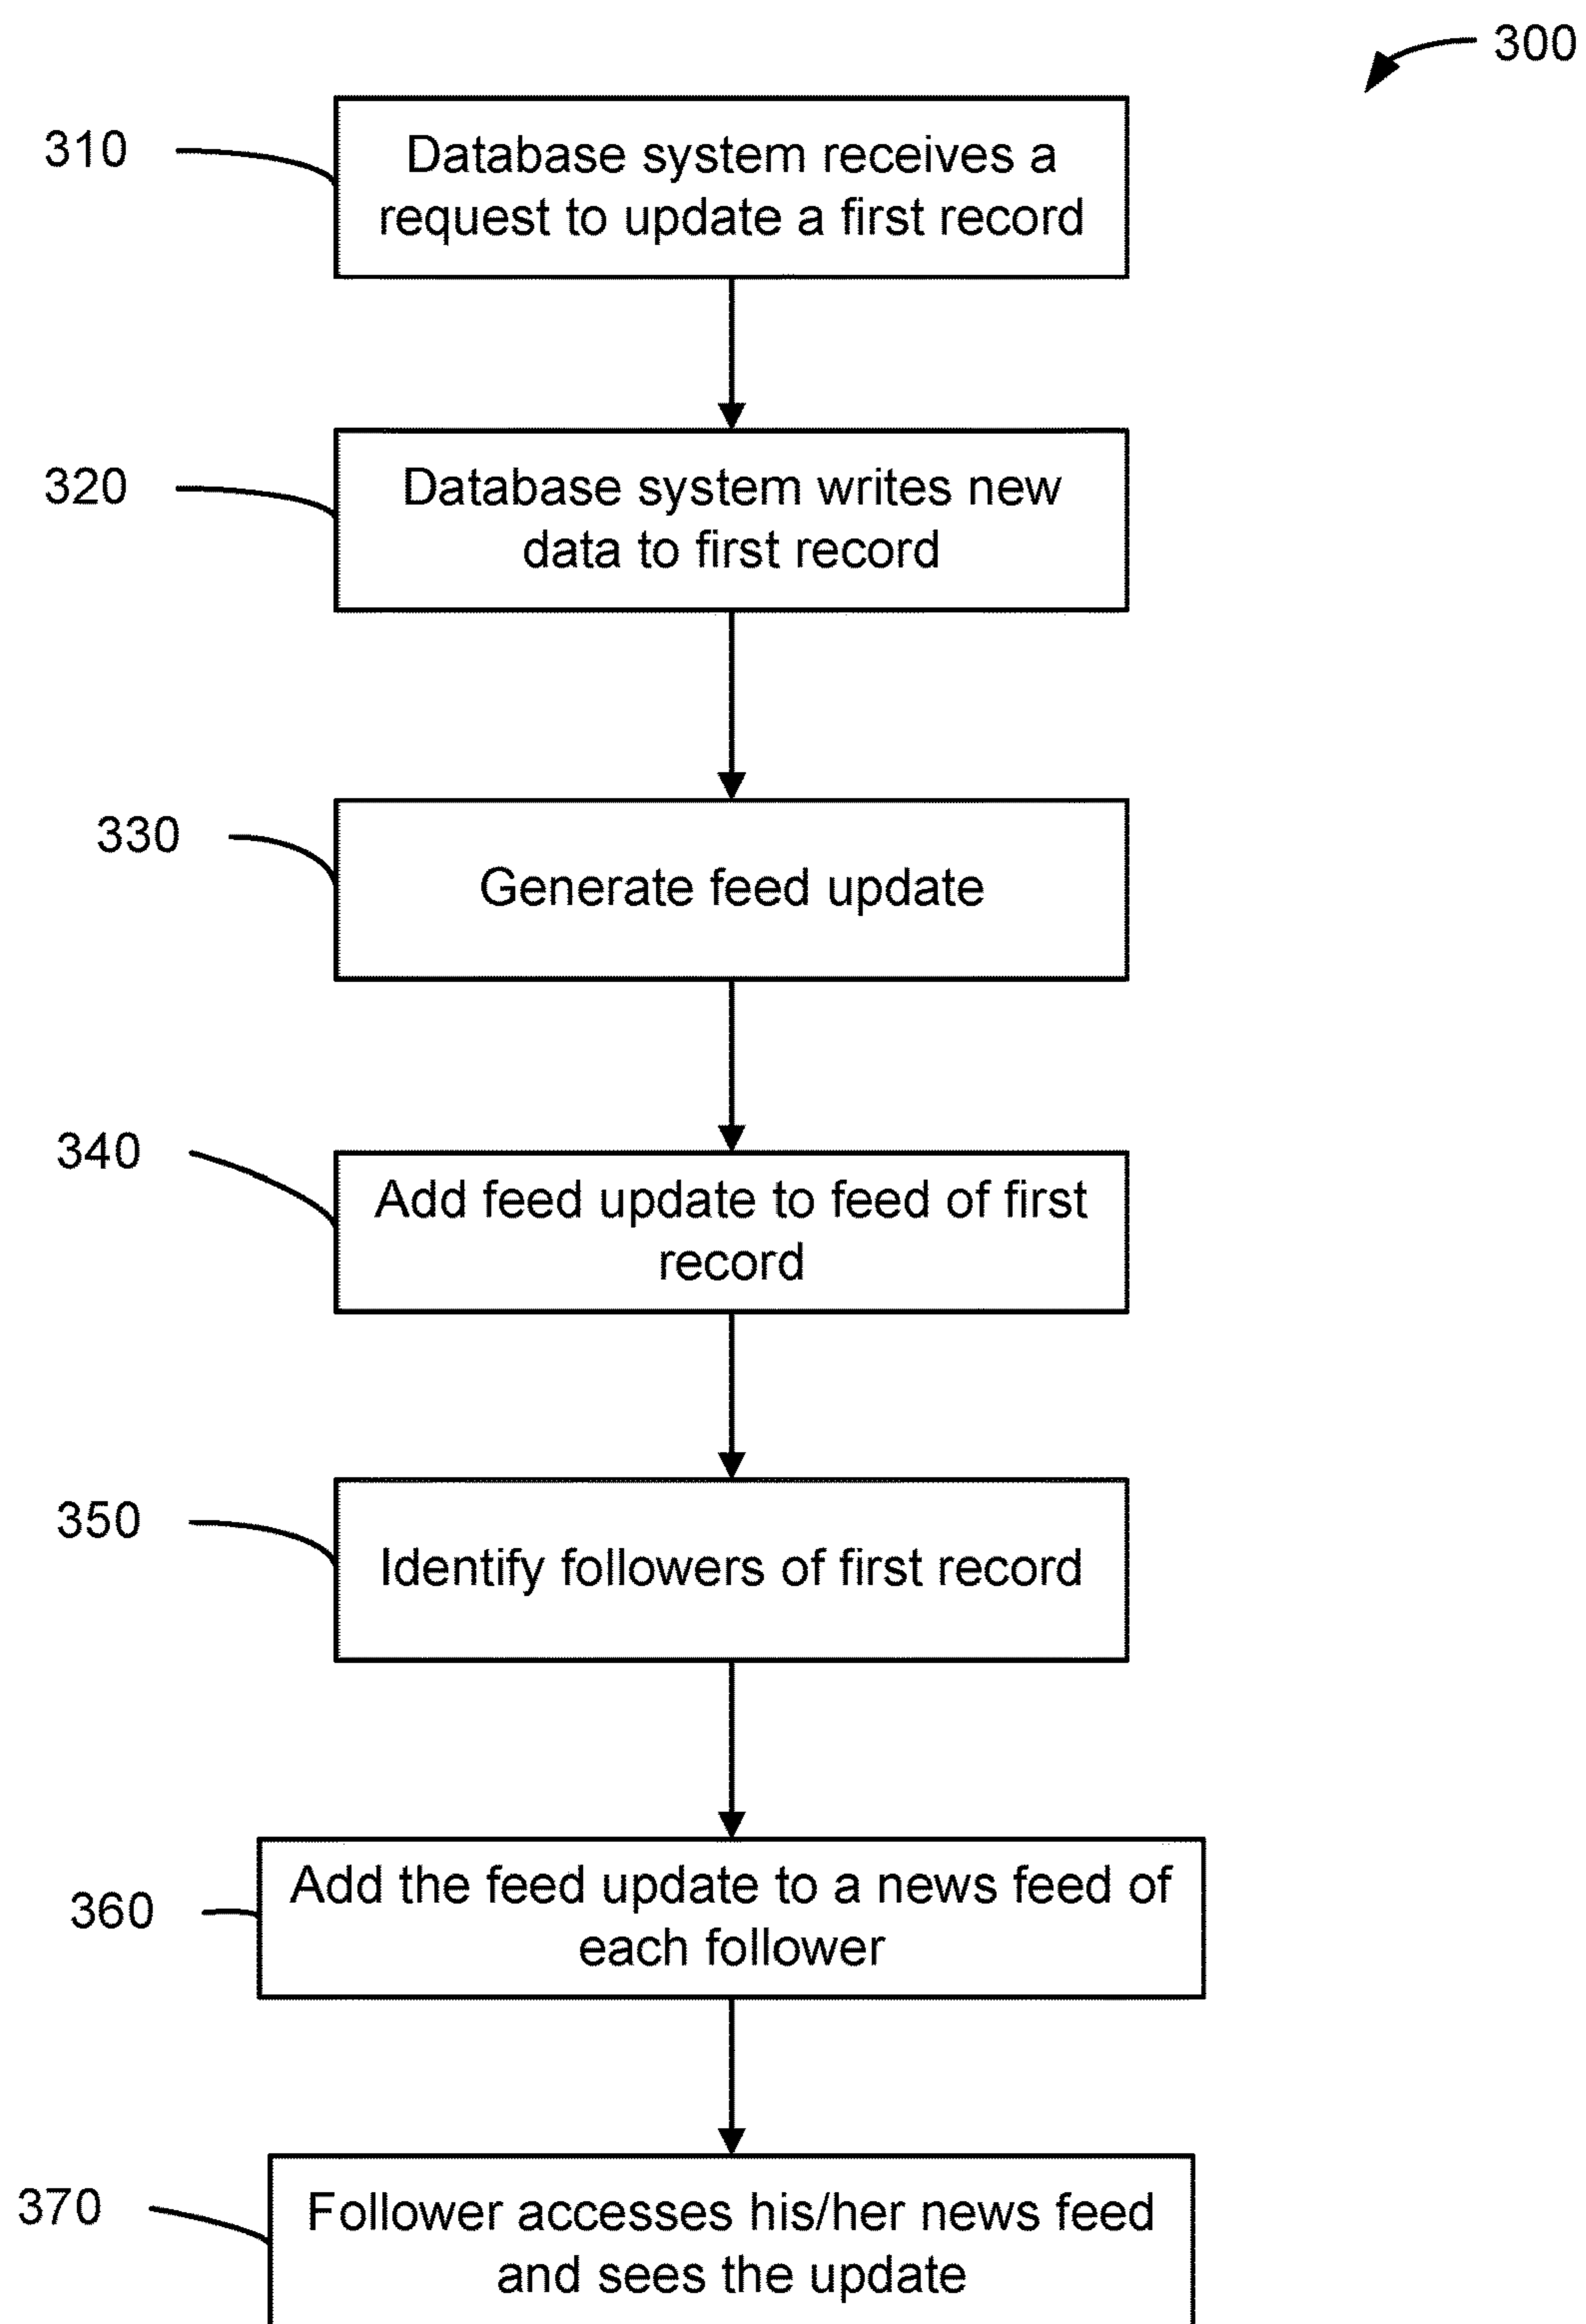 300
310
Database system receives a
request to update a first record
320
Database system writes new
data to first record
330
Generate feed update
340
Add feed update to feed of first
record
350
Identify followers of first record
360
Add the feed update to a news feed of
each follower
370
Follower accesses his/her news feed
and sees the update